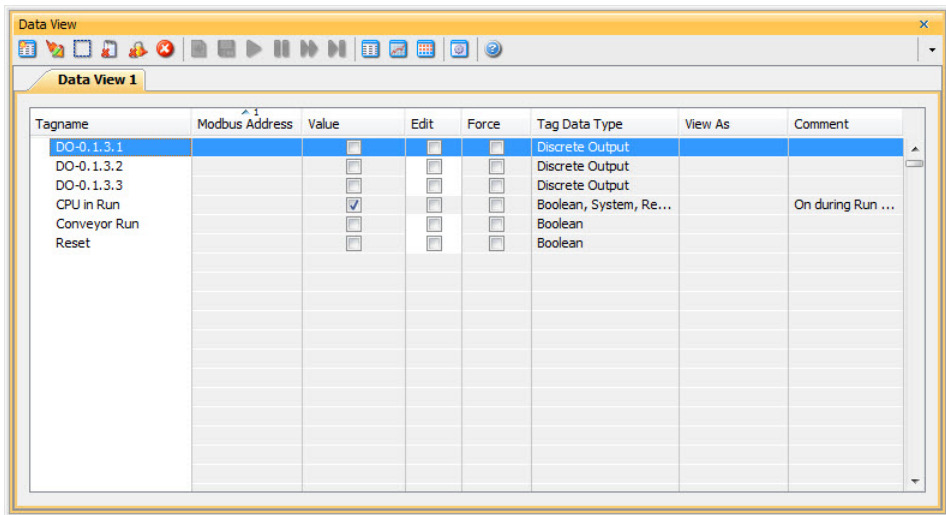 Data View
Data View 1
Tagname Modbus Address 1 Value Edit Force Tag Data Type View As Comment
DO-0.1.3.1 Discrete Output
DO-0.1.3.2 Discrete Output
DO-0.1.3.3 Discrete Output
CPU in Run Boolean, System, Re... On during Run ...
Conveyor Run Boolean
Reset Boolean